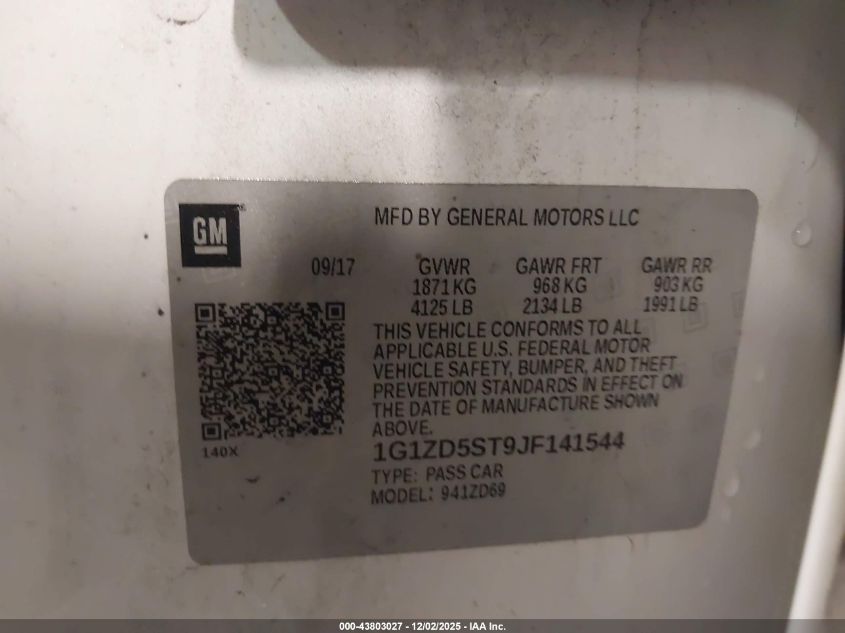 GM
MFD BY GENERAL MOTORS LLC
09/17 GVWR GAWR FRT GAWR RR
1871 KG 968 KG 903 KG
4125 LB 2134 LB 1991 LB
THIS VEHICLE CONFORMS TO ALL
APPLICABLE U.S. FEDERAL MOTOR
VEHICLE SAFETY, BUMPER, AND THEFT
PREVENTION STANDARDS IN EFFECT ON
THE DATE OF MANUFACTURE SHOWN
ABOVE.
140X
1G1ZD5ST9JF141544
TYPE: PASS CAR
MODEL: 941ZD69
000-43803027 - 12/02/2025 - IAA Inc.